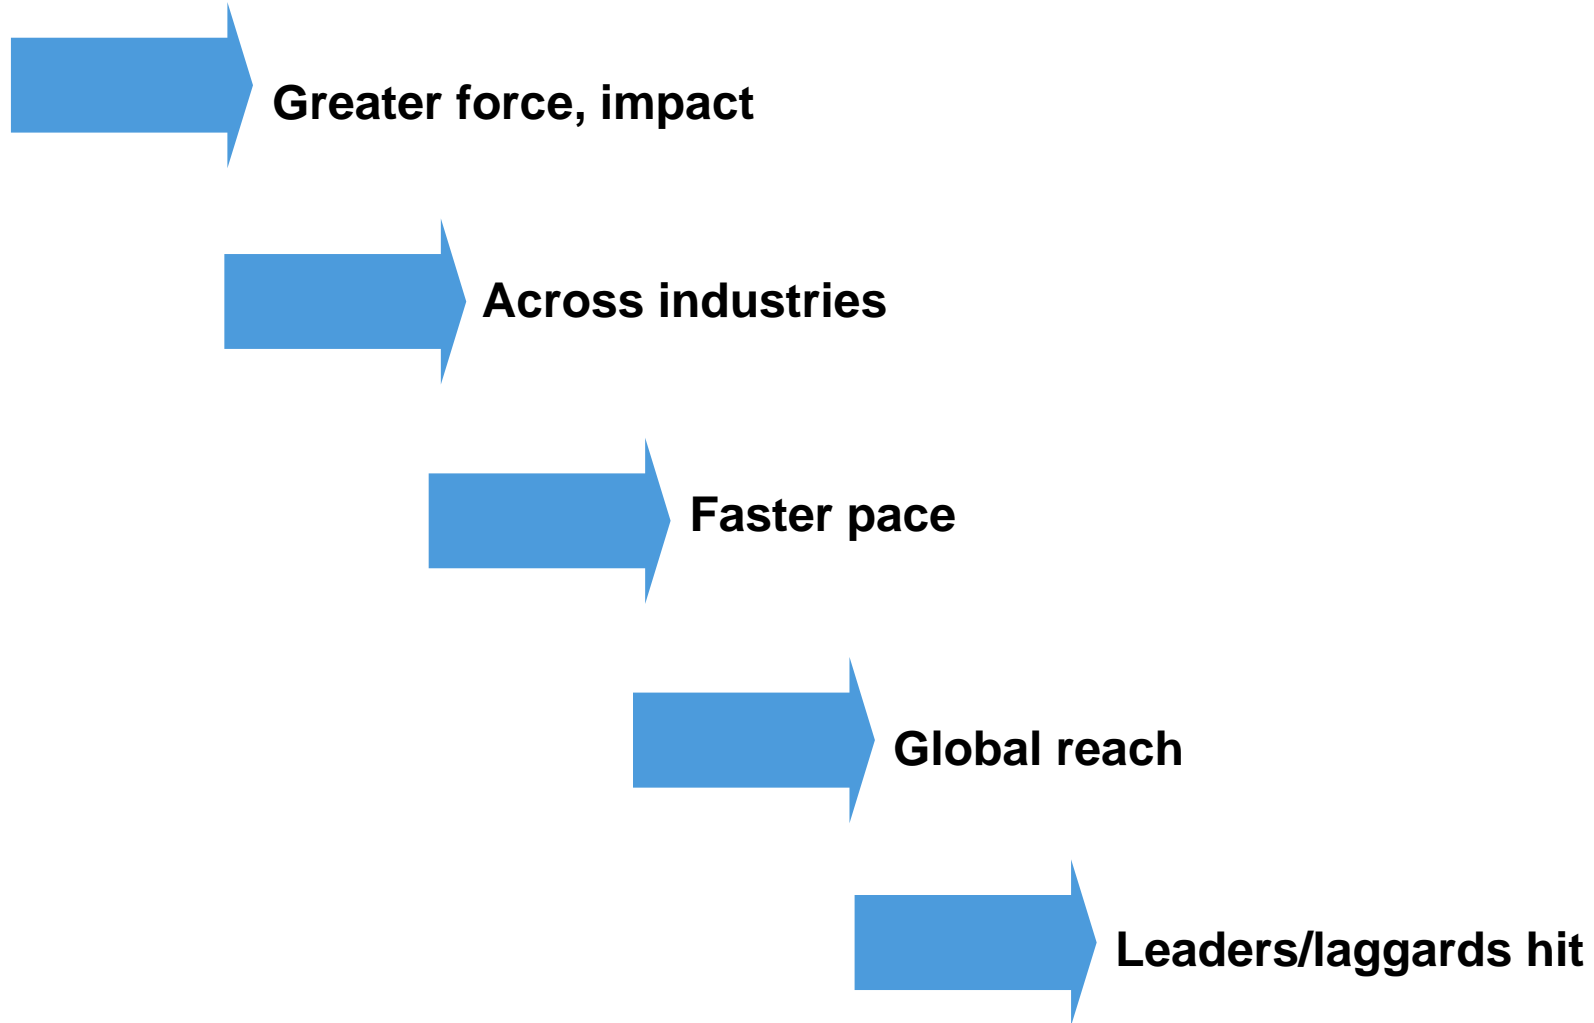 Greater force, impact
Across industries
Faster pace
Global reach
Leaders/laggards hit